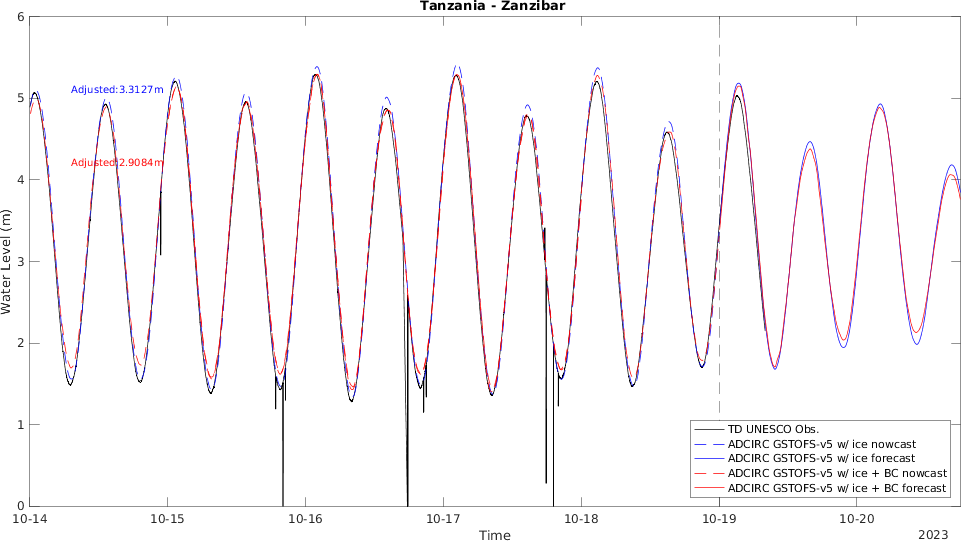 Tanzania - Zanzibar
6
5
4
3
2
1
0
Water Level (m)
Adjusted:3.3127m
Adjusted:2.9084m
TD UNESCO Obs.
ADCIRC GSTOFS-v5 w/ ice nowcast
ADCIRC GSTOFS-v5 w/ ice forecast
ADCIRC GSTOFS-v5 w/ ice + BC nowcast
ADCIRC GSTOFS-v5 w/ ice + BC forecast
10-14 10-15 10-16 10-17 10-18 10-19 10-20
Time
2023